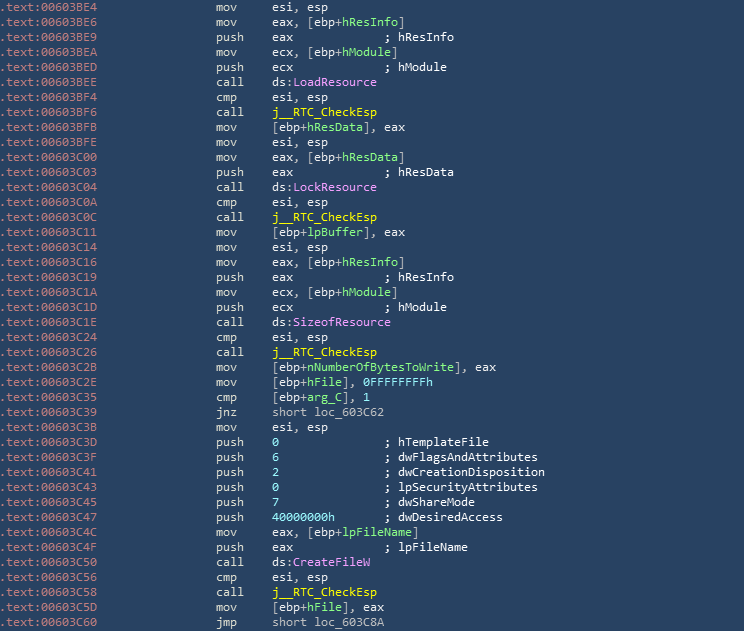 .text:00603BE4 mov esi, esp
.text:00603BE6 mov eax, [ebp+hResInfo]
.text:00603BE9 push eax ; hResInfo
.text:00603BEA mov ecx, [ebp+hModule]
.text:00603BED push ecx ; hModule
.text:00603BEE call ds:LoadResource
.text:00603BF4 cmp esi, esp
.text:00603BF6 call j__RTC_CheckEsp
.text:00603BFB mov [ebp+hResData], eax
.text:00603BFE mov esi, esp
.text:00603C00 mov eax, [ebp+hResData]
.text:00603C03 push eax ; hResData
.text:00603C04 call ds:LockResource
.text:00603C0A cmp esi, esp
.text:00603C0C call j__RTC_CheckEsp
.text:00603C11 mov [ebp+lpBuffer], eax
.text:00603C14 mov esi, esp
.text:00603C16 mov eax, [ebp+hResInfo]
.text:00603C19 push eax ; hResInfo
.text:00603C1A mov ecx, [ebp+hModule]
.text:00603C1D push ecx ; hModule
.text:00603C1E call ds:SizeofResource
.text:00603C24 cmp esi, esp
.text:00603C26 call j__RTC_CheckEsp
.text:00603C2B mov [ebp+nNumberOfBytesToWrite], eax
.text:00603C2E mov [ebp+hFile], 0FFFFFFFFh
.text:00603C35 cmp [ebp+arg_C], 1
.text:00603C39 jnz short loc_603C62
.text:00603C3B mov esi, esp
.text:00603C3D push 0 ; hTemplateFile
.text:00603C3F push 6 ; dwFlagsAndAttributes
.text:00603C41 push 2 ; dwCreationDisposition
.text:00603C43 push 0 ; lpSecurityAttributes
.text:00603C45 push 7 ; dwShareMode
.text:00603C47 push 40000000h ; dwDesiredAccess
.text:00603C4C mov eax, [ebp+lpFileName]
.text:00603C4F push eax ; lpFileName
.text:00603C50 call ds:CreateFileW
.text:00603C56 cmp esi, esp
.text:00603C58 call j__RTC_CheckEsp
.text:00603C5D mov [ebp+hFile], eax
.text:00603C60 jmp short loc_603C8A